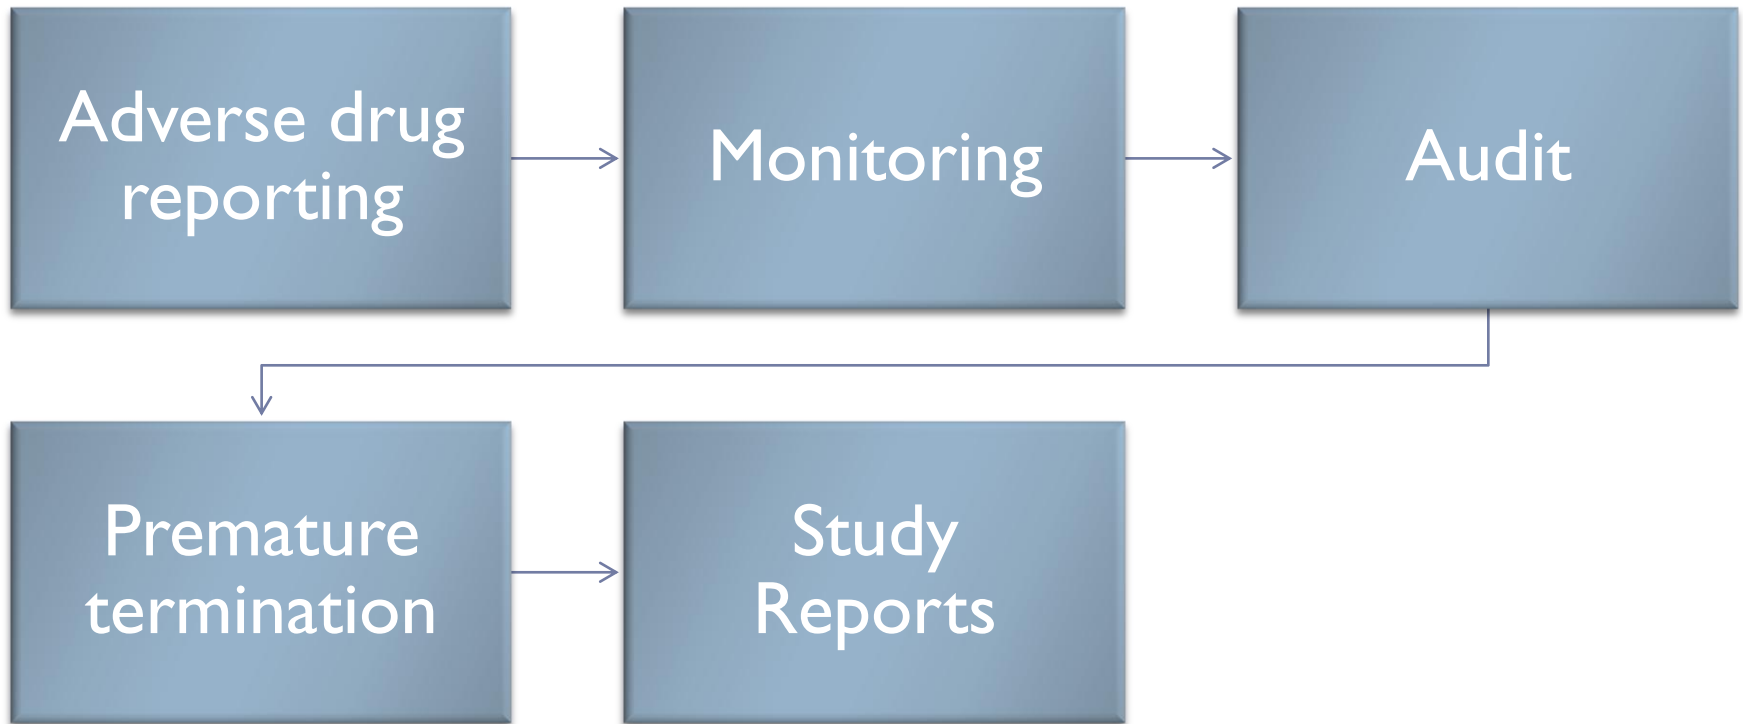 Adverse drug
reporting
Monitoring
Audit
Premature
termination
Study
Reports